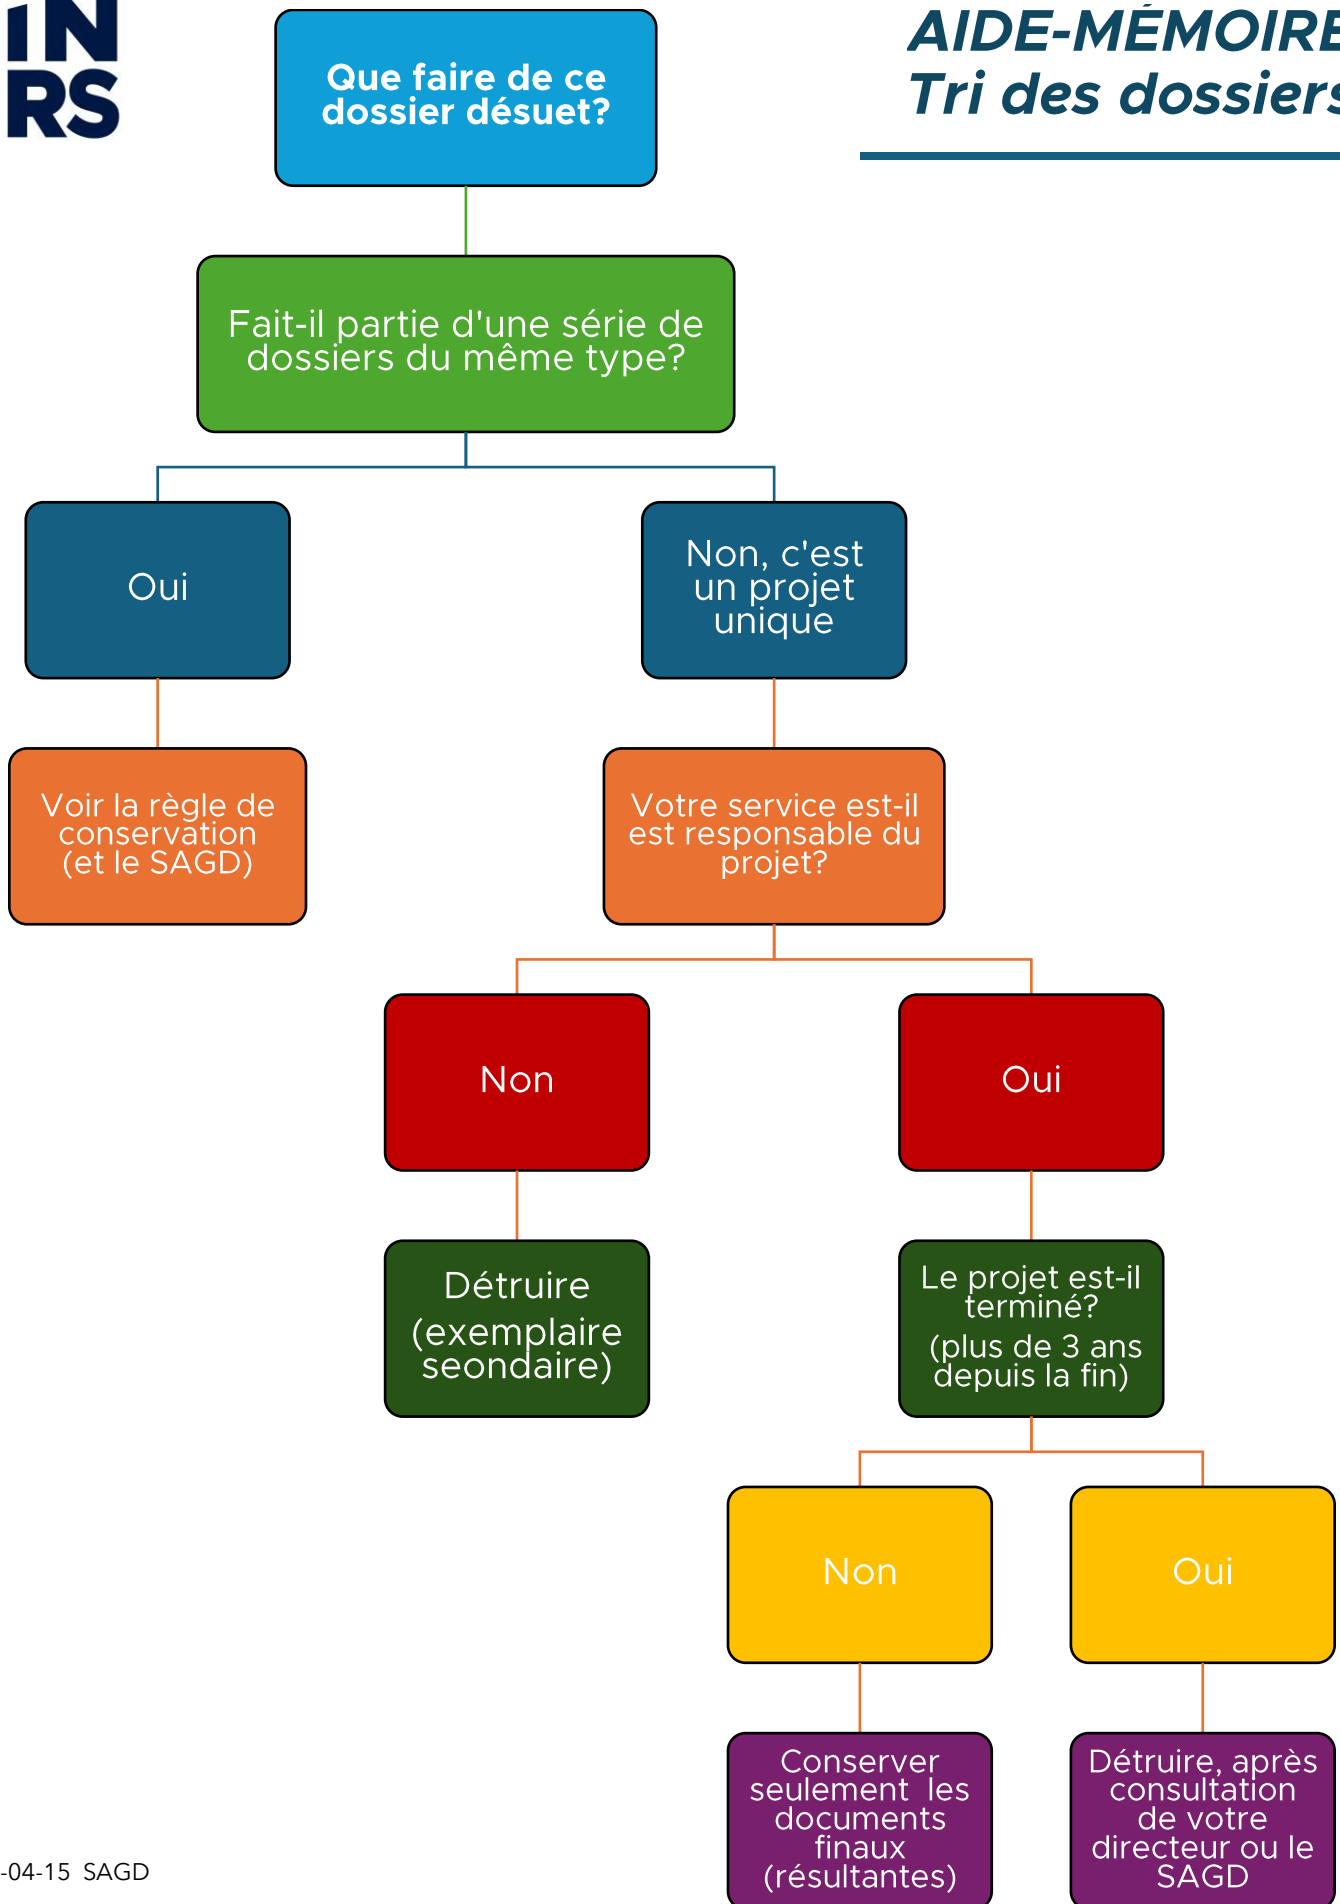 IN
RS
AIDE-MÉMOIRE
Tri des dossiers
Que faire de ce
dossier désuet?
Fait-il partie d'une série de
dossiers du même type?
Oui
Non, c'est
un projet
unique
Voir la règle de
conservation
(et le SAGD)
Votre service est-il
est responsable du
projet?
Non
Oui
Détruire
(exemplaire
seondaire)
Le projet est-il
terminé?
(plus de 3 ans
depuis la fin)
Non
Oui
Conserver
seulement les
documents
finaux
(résultantes)
Détruire, après
consultation
de votre
directeur ou le
SAGD
-04-15 SAGD